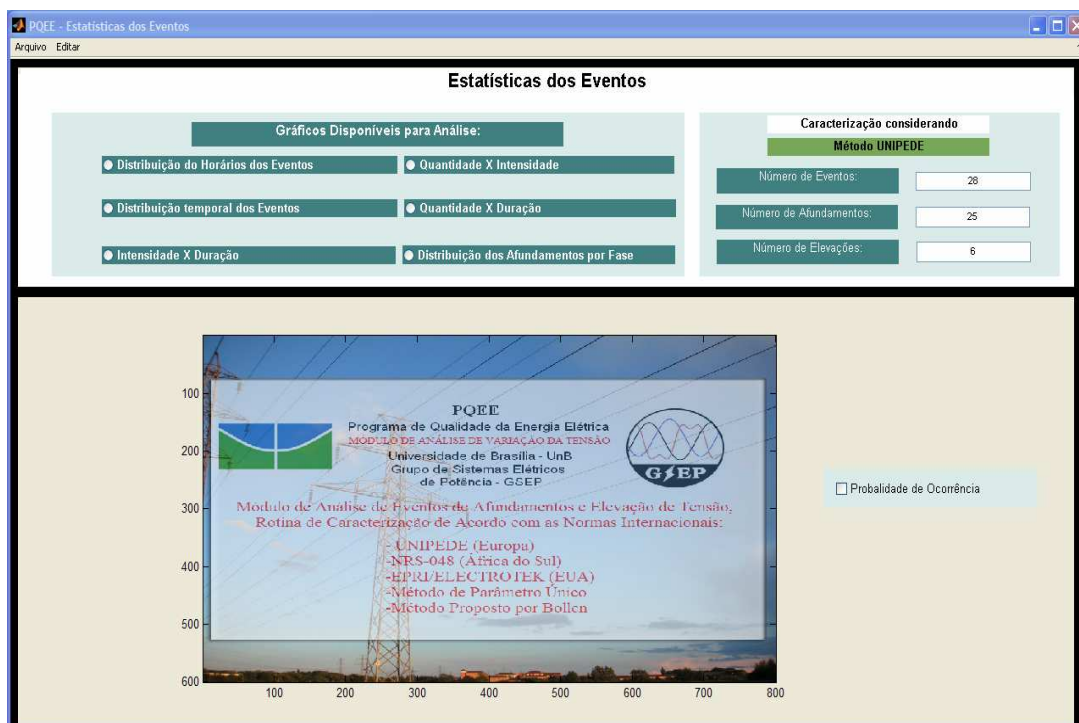 PQEE - Estatísticas dos Eventos
Arquivo Editar
Estatísticas dos Eventos
Gráficos Disponíveis para Análise:
Distribuição do Horários dos Eventos
Quantidade X Intensidade
Distribuição temporal dos Eventos
Quantidade X Duração
Intensidade X Duração
Distribuição dos Afundamentos por Fase
Caracterização considerando
Método UNIPEDE
Número de Eventos: 28
Número de Afundamentos: 25
Número de Elevações: 6
PQEE
Programa de Qualidade da Energia Elétrica
MODULO DE ANÁLISE DE VARIAÇÃO DA TENSÃO
Universidade de Brasília - UnB
Grupo de Sistemas Elétricos
de Potência - GSEP
GSEP
Módulo de Analise de Eventos de Afundamentos e Elevação de Tensão,
Rotina de Caracterização de Acordo com as Normas Internacionais:
- UNIPEDE (Europa)
-NRS-048 (África do Sul)
-EPRI/ELECTROTEK (EUA)
-Método de Parâmetro Único
-Método Proposto por Bollen
100
200
300
400
500
600
100 200 300 400 500 600 700 800
Probalidade de Ocorrência